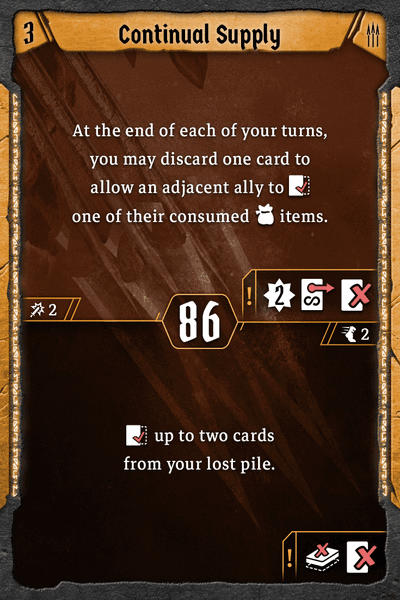 3
Continual Supply
At the end of each of your turns,
you may discard one card to
allow an adjacent ally to
one of their consumed items.
! 2
2
86
2
up to two cards
from your lost pile.
!